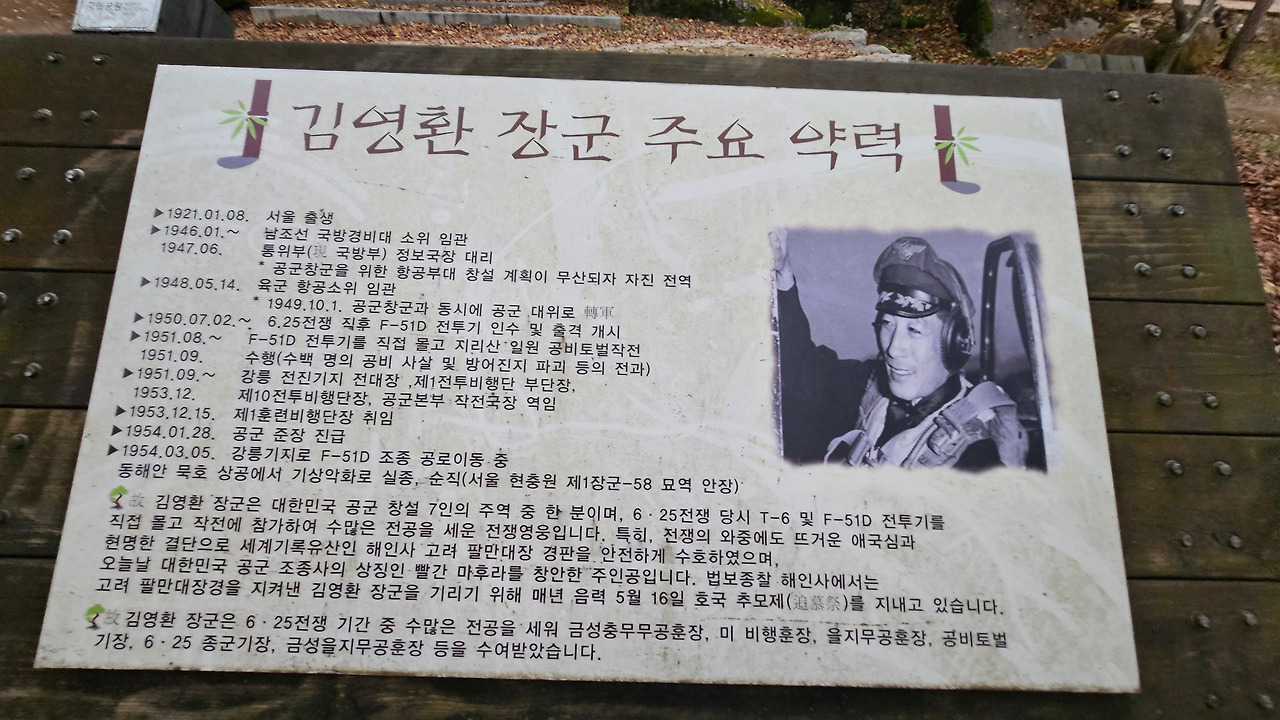 국립공원
김영환 장군 주요 약력
▶1921.01.08. 서울 출생
▶1946.01.~ 남조선 국방경비대 소위 임관
1947.06. 통위부(現 국방부) 정보국장 대리
* 공군창군을 위한 항공부대 창설 계획이 무산되자 자진 전역
▶1948.05.14. 육군 항공소위 임관
* 1949.10.1. 공군창군과 동시에 공군 대위로 轉軍
▶1950.07.02.~ 6.25전쟁 직후 F-51D 전투기 인수 및 출격 개시
▶1951.08.~ F-51D 전투기를 직접 몰고 지리산 일원 공비토벌작전
1951.09. 수행(수백 명의 공비 사살 및 방어진지 파괴 등의 전과)
▶1951.09.~ 강릉 전진기지 전대장 ,제1전투비행단 부단장,
1953.12. 제10전투비행단장, 공군본부 작전국장 역임
▶1953.12.15. 제1훈련비행단장 취임
▶1954.01.28. 공군 준장 진급
▶1954.03.05. 강릉기지로 F-51D 조종 공로이동 중
동해안 묵호 상공에서 기상악화로 실종, 순직(서울 현충원 제1장군-58 묘역 안장)
故 김영환 장군은 대한민국 공군 창설 7인의 주역 중 한 분이며, 6·25전쟁 당시 T-6 및 F-51D 전투기를
직접 몰고 작전에 참가하여 수많은 전공을 세운 전쟁영웅입니다. 특히, 전쟁의 와중에도 뜨거운 애국심과
현명한 결단으로 세계기록유산인 해인사 고려 팔만대장 경판을 안전하게 수호하였으며,
오늘날 대한민국 공군 조종사의 상징인 빨간 마후라를 창안한 주인공입니다. 법보종찰 해인사에서는
고려 팔만대장경을 지켜낸 김영환 장군을 기리기 위해 매년 음력 5월 16일 호국 추모제(追慕祭)를 지내고 있습니다.
故 김영환 장군은 6·25전쟁 기간 중 수많은 전공을 세워 금성충무무공훈장, 미 비행훈장, 을지무공훈장, 공비토벌
기장, 6·25 종군기장, 금성을지무공훈장 등을 수여받았습니다.